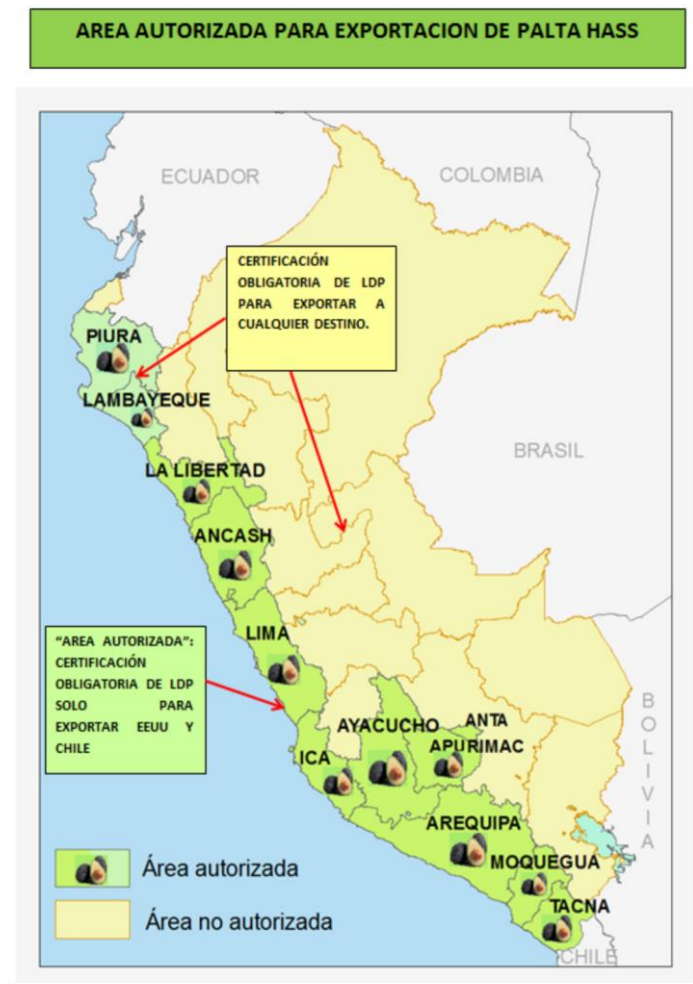 AREA AUTORIZADA PARA EXPORTACION DE PALTA HASS
ECUADOR
COLOMBIA
CERTIFICACIÓN
OBLIGATORIA DE LDP
PARA EXPORTAR A
CUALQUIER DESTINO.
PIURA
LAMBAYEQUE
BRASIL
LA LIBERTAD
ANCASH
LIMA
"AREA AUTORIZADA":
CERTIFICACIÓN
OBLIGATORIA DE LDP
SOLO PARA
EXPORTAR EEUU Y
CHILE
AYACUCHO
ANTA
APURIMAC
ICA
BOLIVIA
AREQUIPA
MOQUEGUA
TACNA
CHILE
Área autorizada
Área no autorizada